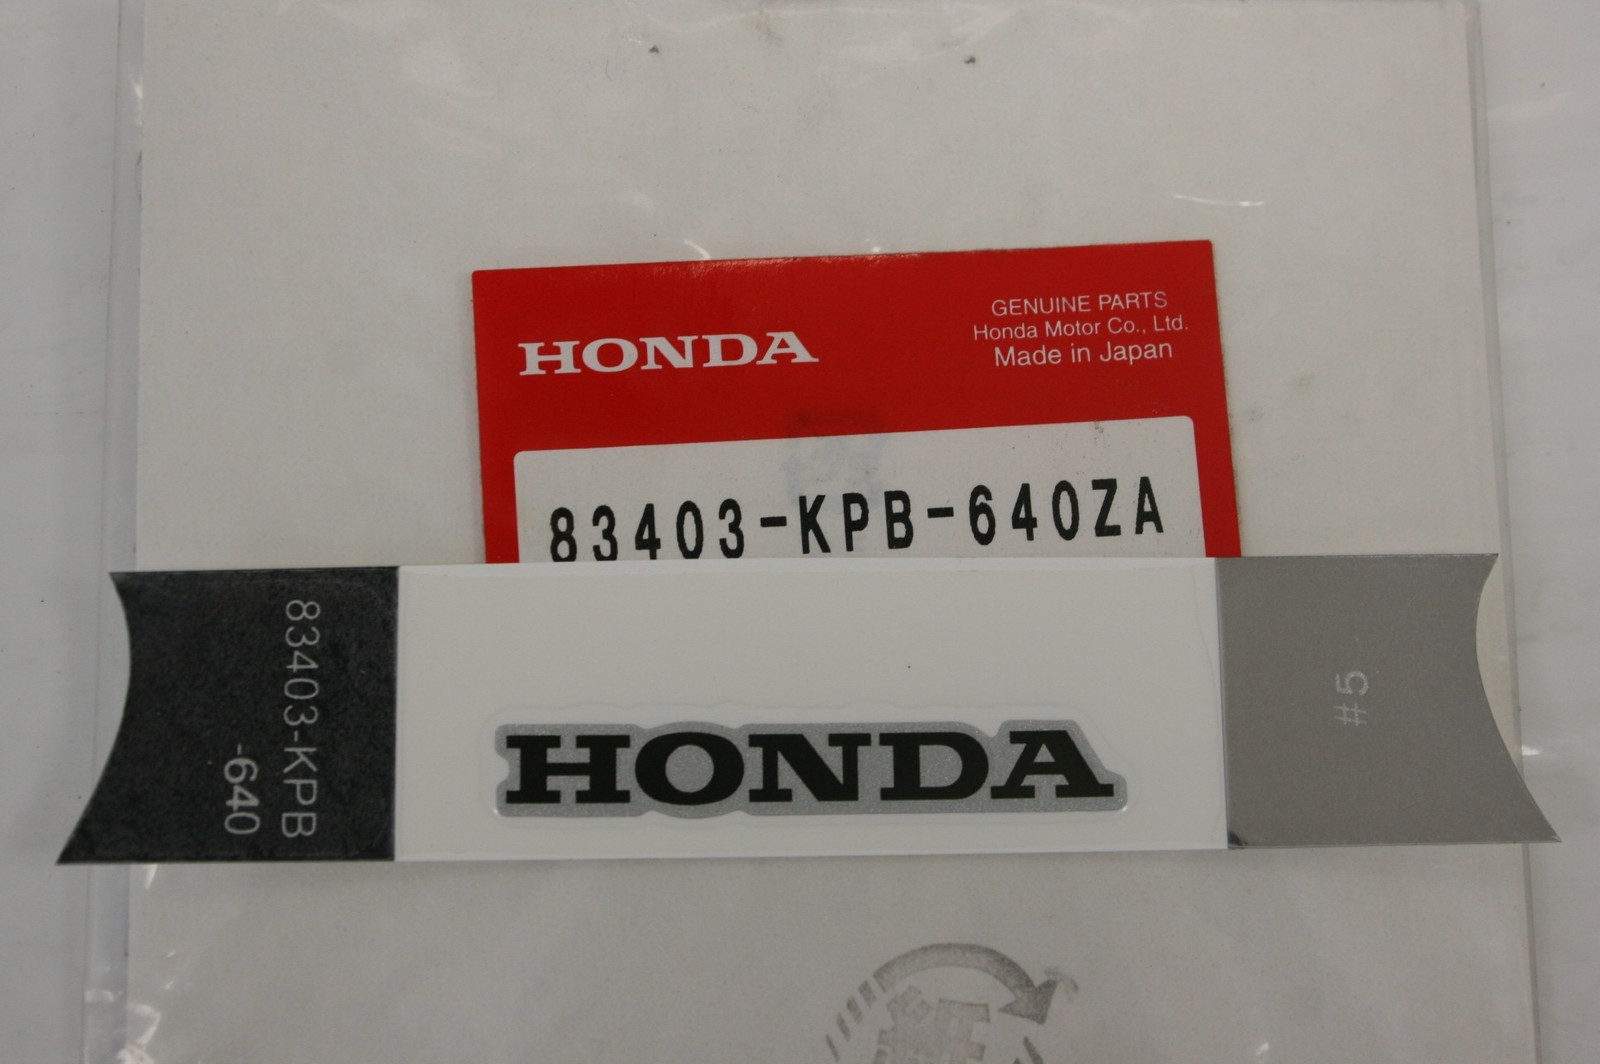 HONDA
GENUINE PARTS
Honda Motor Co., Ltd.
Made in Japan
83403-KPB-640ZA
83403-KPB
-640
HONDA
#5